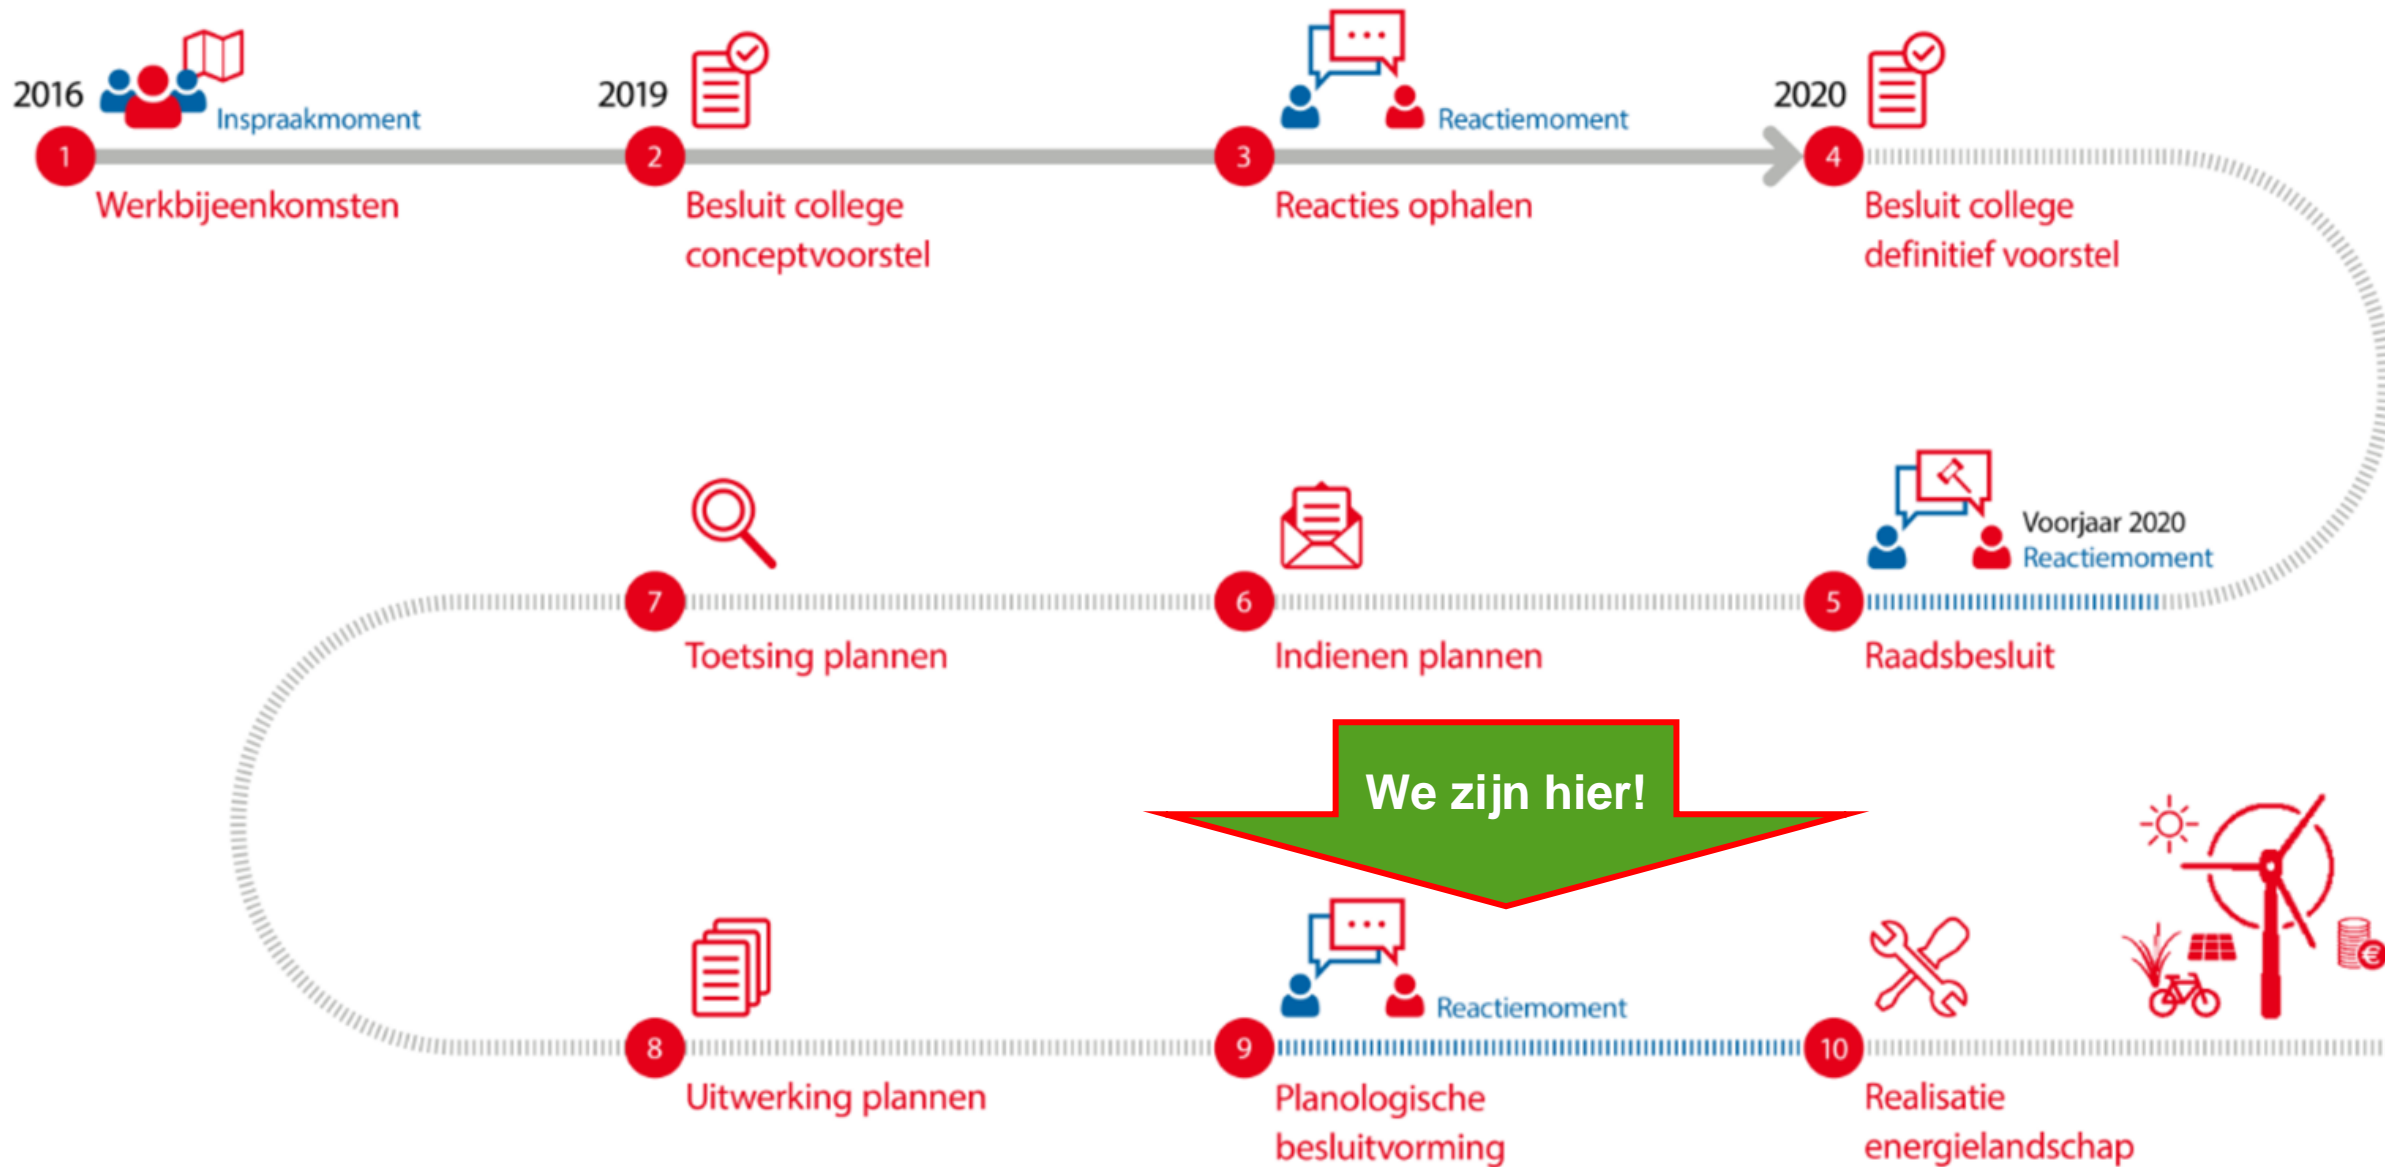 2016
Inspraakmoment
1
Werkbijeenkomsten
2019
2
Besluit college
conceptvoorstel
Reactiemoment
3
Reacties ophalen
2020
4
Besluit college
definitief voorstel
Voorjaar 2020
Reactiemoment
5
Raadsbesluit
6
Indienen plannen
7
Toetsing plannen
We zijn hier!
8
Uitwerking plannen
Reactiemoment
9
Planologische
besluitvorming
€
10
Realisatie
energielandschap